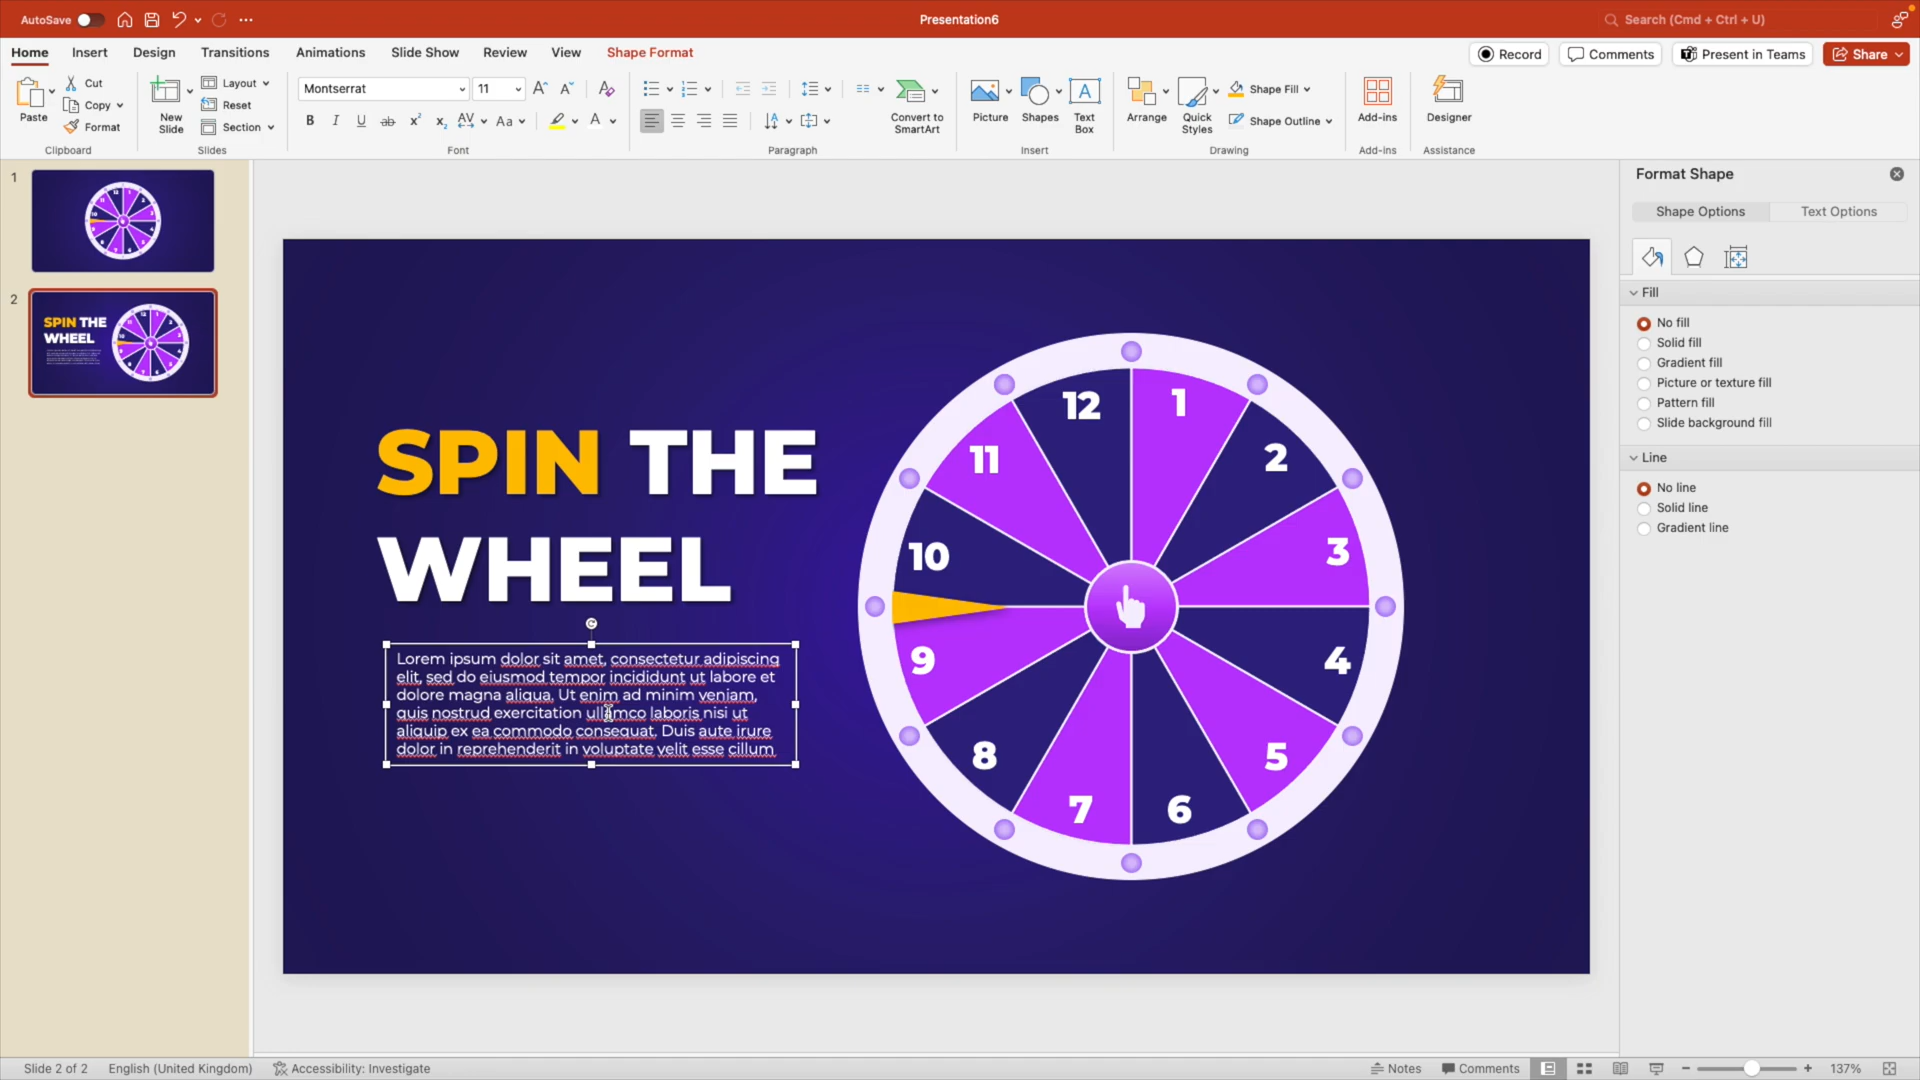 AutoSave
Presentation6
Search (Cmd + Ctrl + U)
Home
Insert
Design
Transitions
Animations
Slide Show
Review
View
Shape Format
Record
Comments
Present in Teams
Share
Paste
Cut
Copy
Format
Clipboard
New
Slide
Layout
Reset
Section
Slides
Montserrat
11
Font
Paragraph
Convert to
SmartArt
Picture
Shapes
Text
Box
Insert
Arrange
Quick
Styles
Shape Fill
Shape Outline
Drawing
Add-ins
Add-ins
Designer
Assistance
1
2
SPIN THE
WHEEL
SPIN THE
WHEEL
Lorem ipsum dolor sit amet, consectetur adipiscing
elit, sed do eiusmod tempor incididunt ut labore et
dolore magna aliqua. Ut enim ad minim veniam,
quis nostrud exercitation ullamco laboris nisi ut
aliquip ex ea commodo consequat. Duis aute irure
dolor in reprehenderit in voluptate velit esse cillum
12
1
2
3
4
5
6
7
8
9
10
11
Format Shape
Shape Options
Text Options
Fill
No fill
Solid fill
Gradient fill
Picture or texture fill
Pattern fill
Slide background fill
Line
No line
Solid line
Gradient line
Slide 2 of 2
English (United Kingdom)
Accessibility: Investigate
Notes
Comments
137%